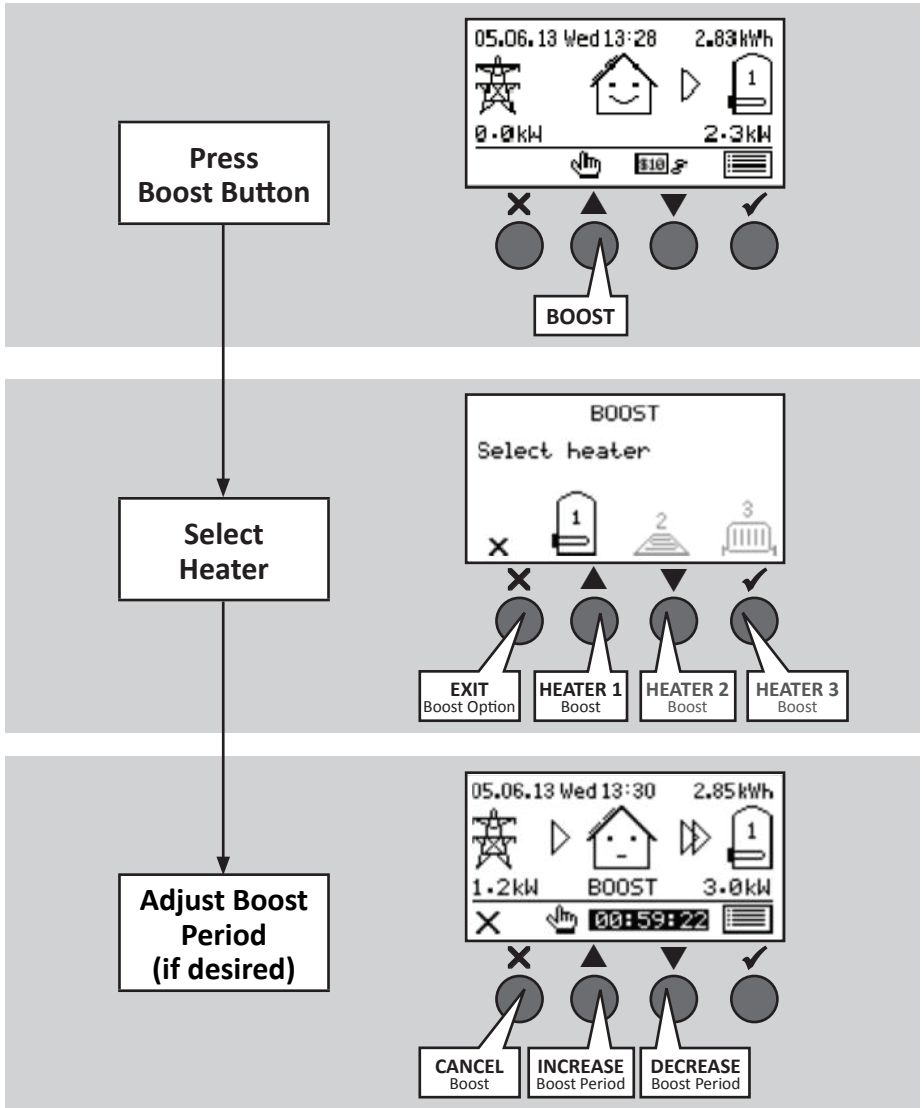 05.06.13 Wed 13:28 2.83kWh
1
0.0kW 2.3kW
$10
Press
Boost Button
BOOST
BOOST
Select heater
1 2 3
Select
Heater
EXIT
Boost Option
HEATER 1
Boost
HEATER 2
Boost
HEATER 3
Boost
05.06.13 Wed 13:30 2.85kWh
1
1.2kW BOOST 3.0kW
00:59:22
Adjust Boost
Period
(if desired)
CANCEL
Boost
INCREASE
Boost Period
DECREASE
Boost Period